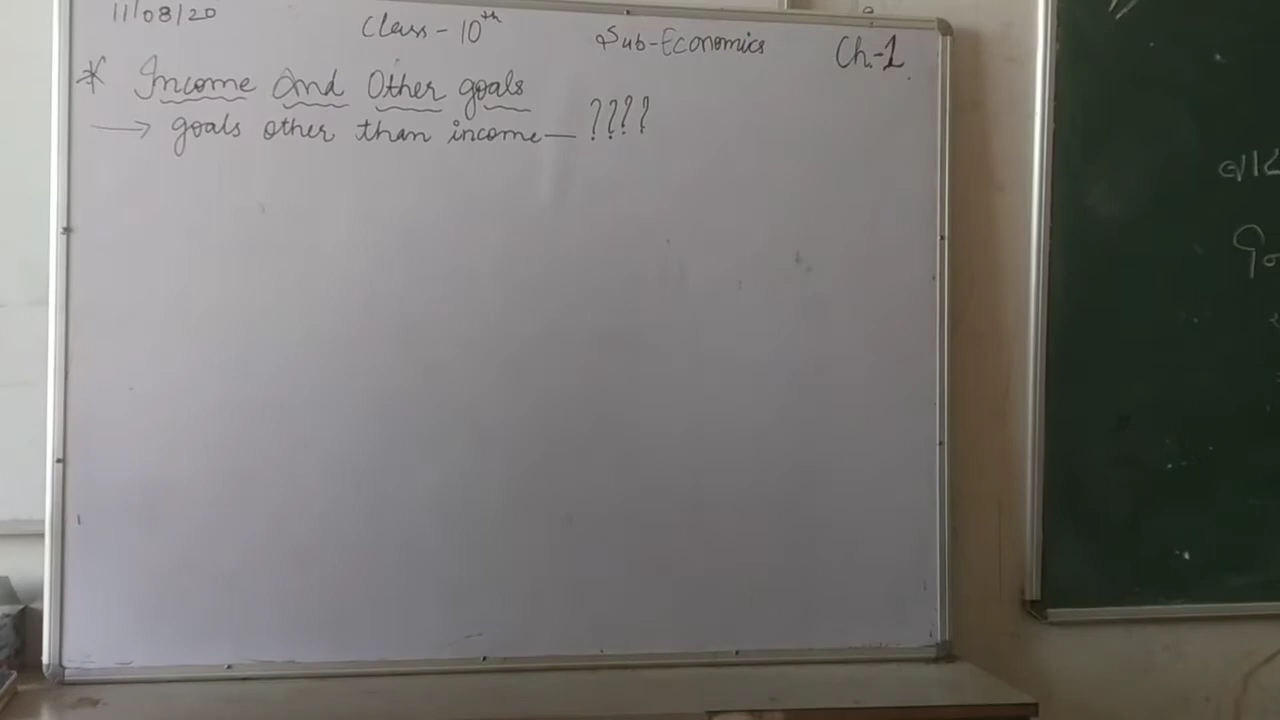 11/08/20 Class - 10th Sub-Economics Ch.-1
* Income and Other goals
→ goals other than income — ????